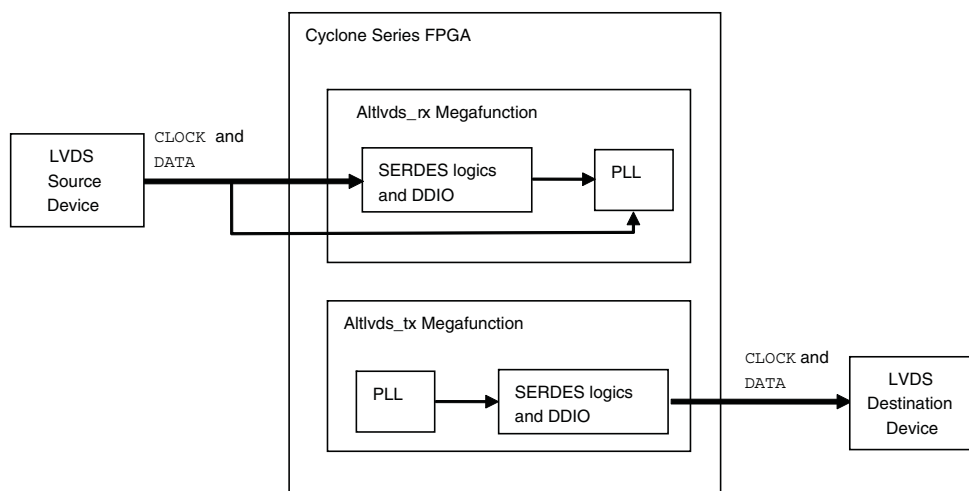 Cyclone Series FPGA
Altlvds_rx Megafunction
CLOCK and
DATA
LVDS
Source
Device
SERDES logics
and DDIO
PLL
Altlvds_tx Megafunction
PLL
SERDES logics
and DDIO
CLOCK and
DATA
LVDS
Destination
Device